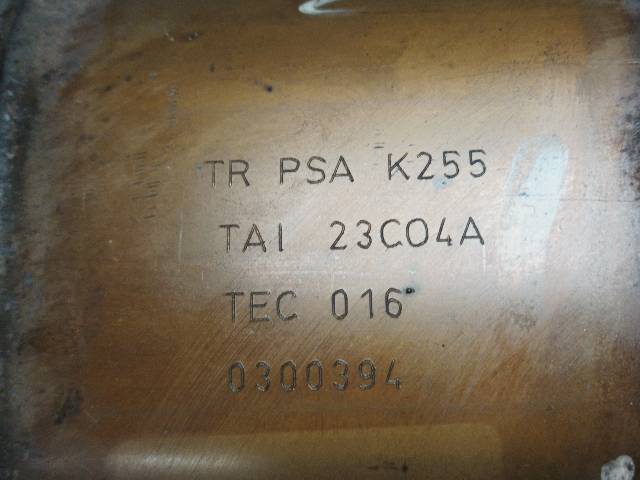 TR PSA K255
TAI 23C04A
TEC 016
0300394